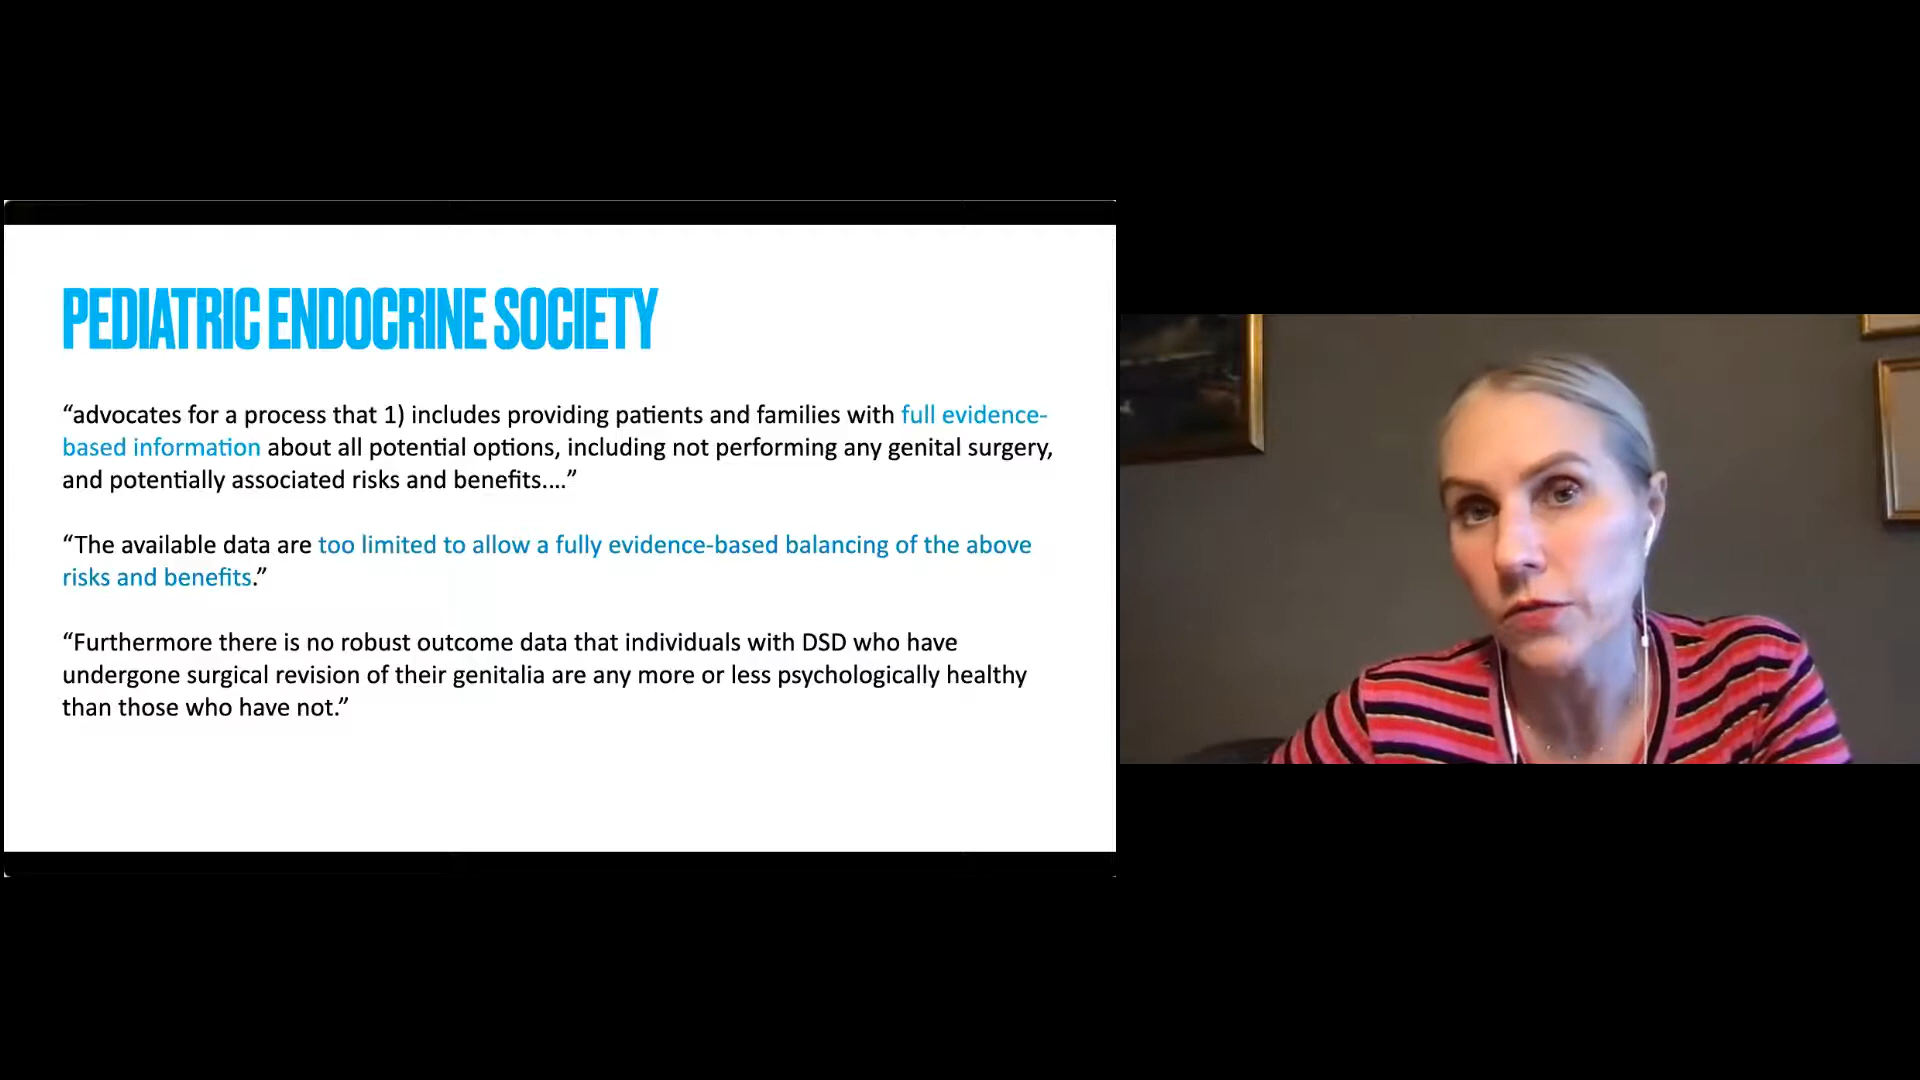 PEDIATRIC ENDOCRINE SOCIETY
“advocates for a process that 1) includes providing patients and families with full evidence-
based information about all potential options, including not performing any genital surgery,
and potentially associated risks and benefits....”
“The available data are too limited to allow a fully evidence-based balancing of the above
risks and benefits.”
“Furthermore there is no robust outcome data that individuals with DSD who have
undergone surgical revision of their genitalia are any more or less psychologically healthy
than those who have not.”